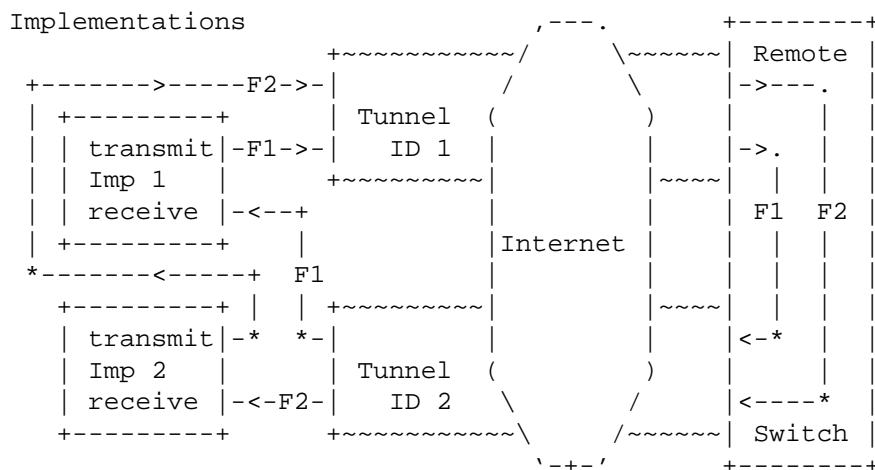 Implementations                    ,---.       +--------+
                    +~~~~~~~~~~~/     \~~~~~~| Remote |
 +------->-----F2->-|          /       \     |->---.  |
 |  +---------+     | Tunnel  (         )    |     |  |
 |  | transmit|-F1->-|  ID 1   |         |    |->.  |  |
 |  | Imp 1   |     +~~~~~~~~~|         |~~~~|  |  |  |
 |  | receive |-<--+          |         |    | F1  F2 |
 |  +---------+    |          |Internet |    |  |  |  |
 *-------<-----+  F1          |         |    |  |  |  |
    +---------+ |  | +~~~~~~~~~|         |~~~~|  |  |  |
    | transmit|-*  *-|         |         |    |<-*  |  |
    | Imp 2   |     | Tunnel  (         )    |     |  |
    | receive |-<-F2-|  ID 2    \       /     |<----*  |
    +---------+     +~~~~~~~~~~~\     /~~~~~~| Switch |
                                 `-+-'       +--------+